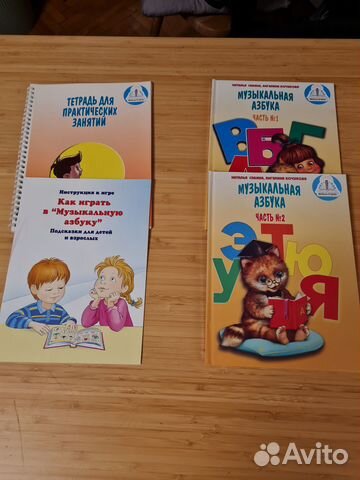 ТЕТРАДЬ ДЛЯ
ПРАКТИЧЕСКИХ
ЗАНЯТИЙ
МУЗЫКАЛЬНАЯ
АЗБУКА
ЧАСТЬ №1
В Б Г
Инструкция к игре
Как играть
в "Музыкальную
азбуку"
Подсказки для детей
и взрослых
МУЗЫКАЛЬНАЯ
АЗБУКА
ЧАСТЬ №2
Э Т Ю
У Я
Avito